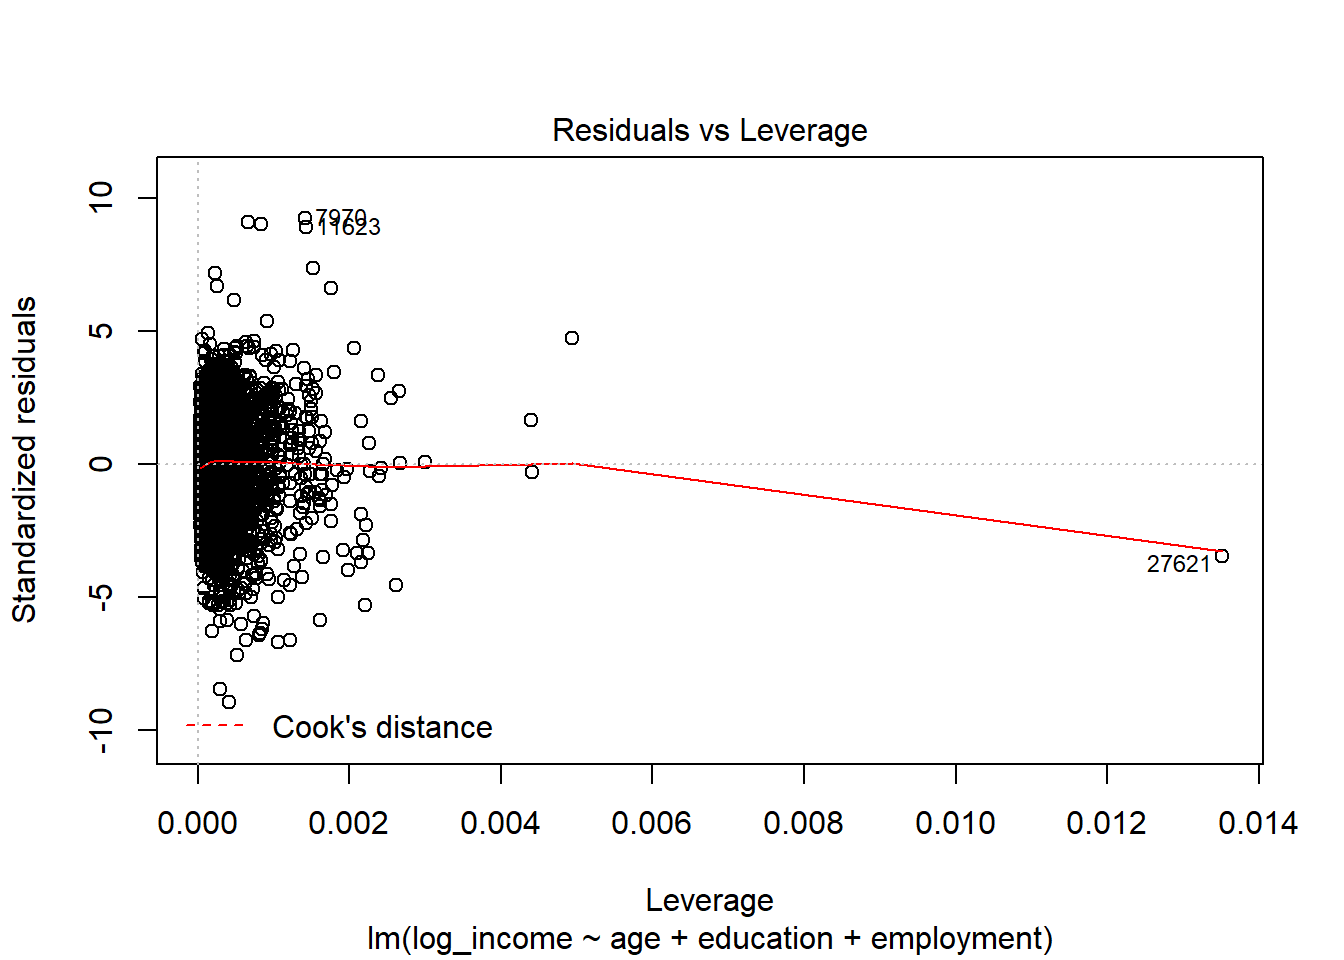 Residuals vs Leverage
Standardized residuals
10
5
0
-5
-10
7970
11623
27621
Cook's distance
0.000 0.002 0.004 0.006 0.008 0.010 0.012 0.014
Leverage
lm(log_income ~ age + education + employment)